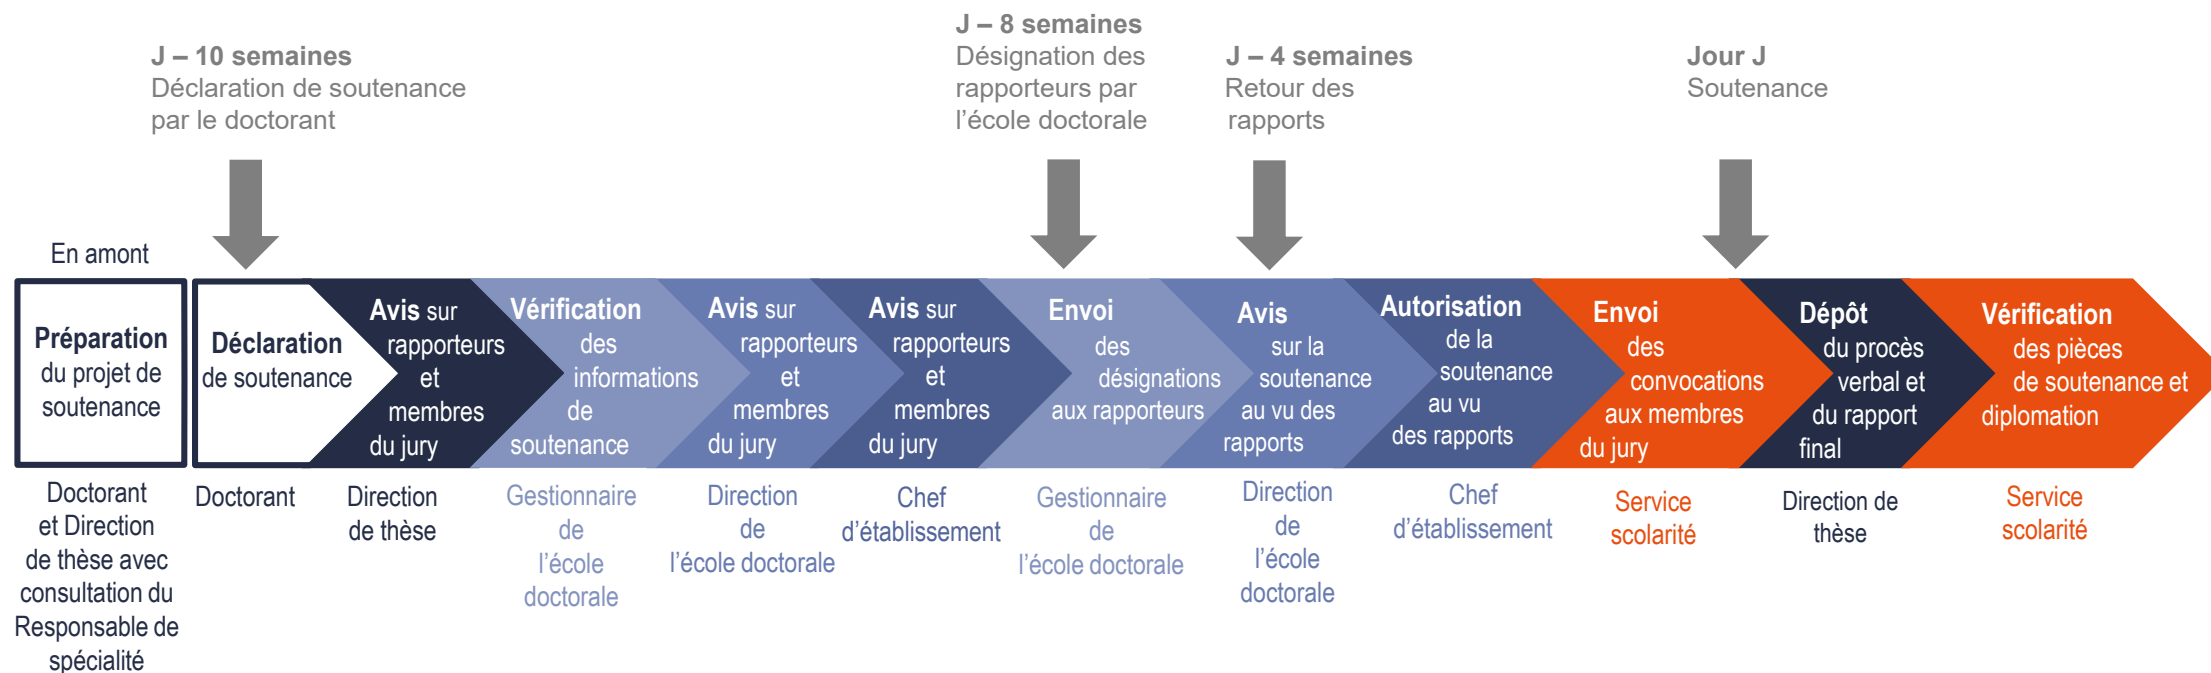 J – 10 semaines
Déclaration de soutenance
par le doctorant
J – 8 semaines
Désignation des
rapporteurs par
l’école doctorale
J – 4 semaines
Retour des
rapports
Jour J
Soutenance
En amont
Préparation
du projet de
soutenance
Doctorant
et Direction
de thèse avec
consultation du
Responsable de
spécialité
Déclaration
de soutenance
Doctorant
Avis sur
rapporteurs
et
membres
du jury
Direction
de thèse
Vérification
des
informations
de
soutenance
Gestionnaire
de
l’école
doctorale
Avis sur
rapporteurs
et
membres
du jury
Direction
de
l’école doctorale
Avis sur
rapporteurs
et
membres
du jury
Chef
d’établissement
Envoi
des
désignations
aux rapporteurs
Gestionnaire
de
l’école doctorale
Avis
sur la
soutenance
au vu des
rapports
Direction
de
l’école
doctorale
Autorisation
de la
soutenance
au vu
des rapports
Chef
d’établissement
Envoi
des
convocations
aux membres
du jury
Service
scolarité
Dépôt
du procès
verbal et
du rapport
final
Direction de
thèse
Vérification
des pièces
de soutenance et
diplomation
Service
scolarité